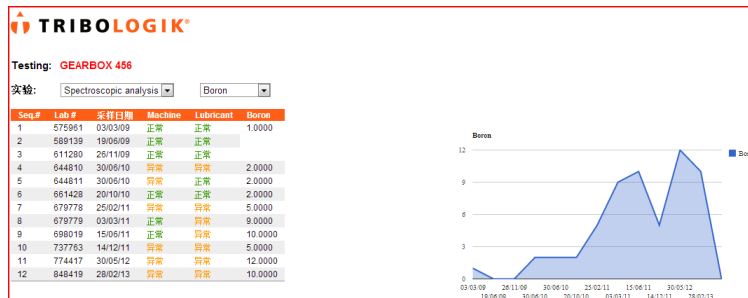 TRIBOLOGIK®
Testing: GEARBOX 456
实验: Spectroscopic analysis Boron
Seq.# Lab # 采样日期 Machine Lubricant Boron
1 575961 03/03/09 正常 正常 1.0000
2 589139 19/06/09 正常 正常
3 611280 26/11/09 正常 正常
4 644810 30/06/10 异常 异常 2.0000
5 644811 30/06/10 异常 正常 2.0000
6 661428 20/10/10 正常 正常 2.0000
7 679778 25/02/11 异常 异常 5.0000
8 679779 03/03/11 正常 异常 9.0000
9 698019 15/06/11 正常 异常 10.0000
10 737763 14/12/11 异常 异常 5.0000
11 774417 30/05/12 异常 异常 12.0000
12 848419 28/02/13 异常 异常 10.0000
Boron
12
9
6
3
0
03/03/09 26/11/09 30/06/10 25/02/11 15/06/11 30/05/12
19/06/09 30/06/10 20/10/10 03/03/11 14/12/11 28/02/13